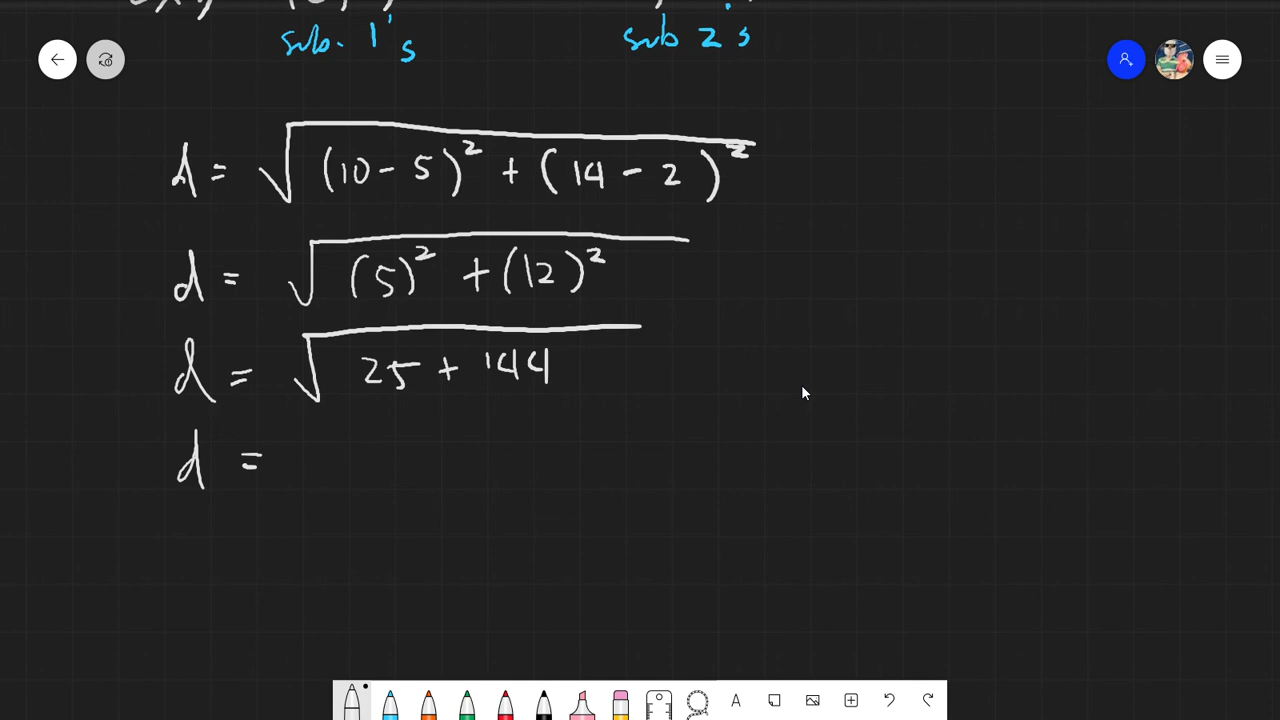 sub. 1's sub 2's
d = √(10 - 5)² + (14 - 2)²
d = √(5)² + (12)²
d = √25 + 144
d =
A